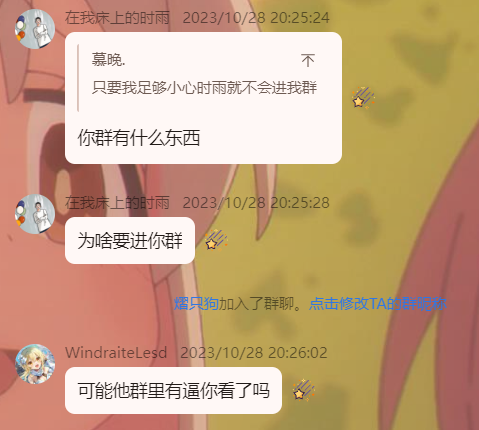 在我床上的时雨 2023/10/28 20:25:24
慕晚.
只要我足够小心时雨就不会进我群
你群有什么东西
在我床上的时雨 2023/10/28 20:25:28
为啥要进你群
熠只狗加入了群聊。点击修改TA的群昵称
WindraiteLesd 2023/10/28 20:26:02
可能他群里有逼你看了吗